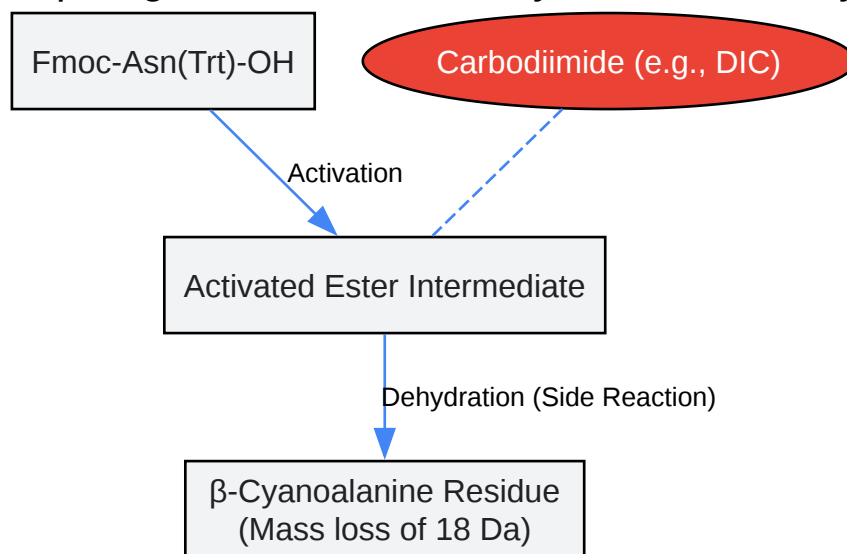 Fmoc-Asn(Trt)-OH
Carbodiimide (e.g., DIC)
Activation
Activated Ester Intermediate
Dehydration (Side Reaction)
β-Cyanoalanine Residue
(Mass loss of 18 Da)